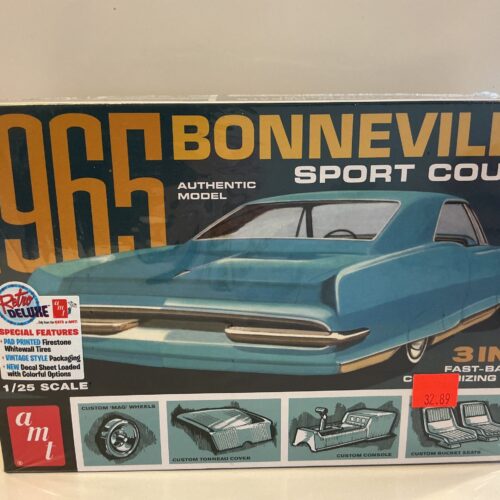 1965 BONNEVILL
SPORT COU
AUTHENTIC
MODEL
Retro
DELUXE
amt
SPECIAL FEATURES
• PAD PRINTED Firestone
Whitewall Tires
• VINTAGE STYLE Packaging
• NEW Decal Sheet Loaded
with Colorful Options
1/25 SCALE
3 IN
FAST-BA
C
IZING
32.89
amt
CUSTOM 'MAG' WHEELS
CUSTOM TONNEAU COVER
CUSTOM CONSOLE
CUSTOM BUCKET SEATS